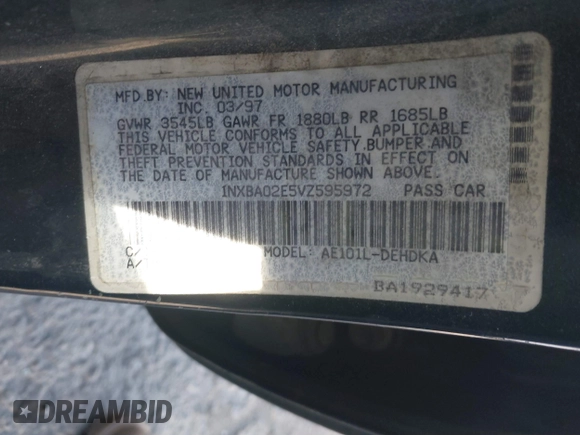 MFD.BY: NEW UNITED MOTOR MANUFACTURING
INC. 03/97
GVWR 3545LB GAWR FR 1880LB RR 1685LB
THIS VEHICLE CONFORMS TO ALL APPLICABLE
FEDERAL MOTOR VEHICLE SAFETY,BUMPER AND
THEFT PREVENTION STANDARDS IN EFFECT ON
THE DATE OF MANUFACTURE SHOWN ABOVE.
1NXBA02E5VZ595972 PASS CAR
C/ MODEL: AE101L-DEHDKA
A/
BA1929417
DREAMBID